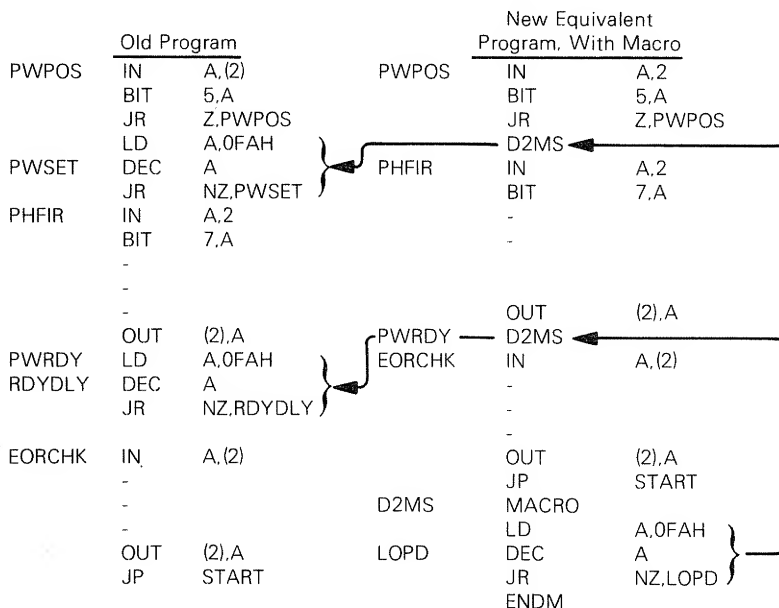 Old Program
New Equivalent
Program, With Macro
PWPOS IN A,(2) PWPOS IN A,2
BIT 5,A BIT 5,A
JR Z,PWPOS JR Z,PWPOS
LD A,0FAH D2MS
PWSET DEC A PHFIR IN A,2
JR NZ,PWSET BIT 7,A
PHFIR IN A,2 -
BIT 7,A -
-
-
- OUT (2),A
OUT (2),A PWRDY D2MS
PWRDY LD A,0FAH EORCHK IN A,(2)
RDYDLY DEC A -
JR NZ,RDYDLY -
-
EORCHK IN A,(2) OUT (2),A
- JP START
- D2MS MACRO
- LD A,0FAH
OUT (2),A LOPD DEC A
JP START JR NZ,LOPD
ENDM